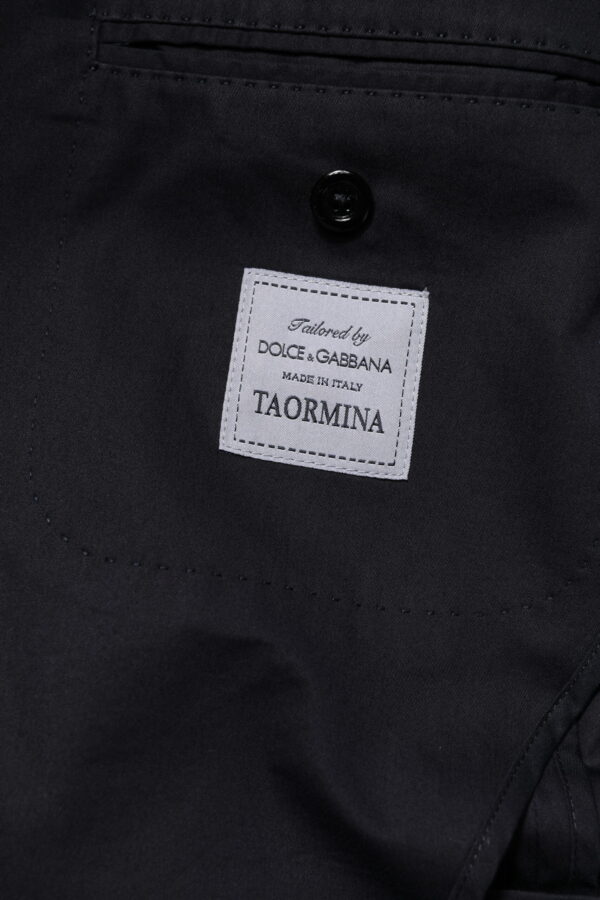 Tailored by
DOLCE & GABBANA
MADE IN ITALY
TAORMINA